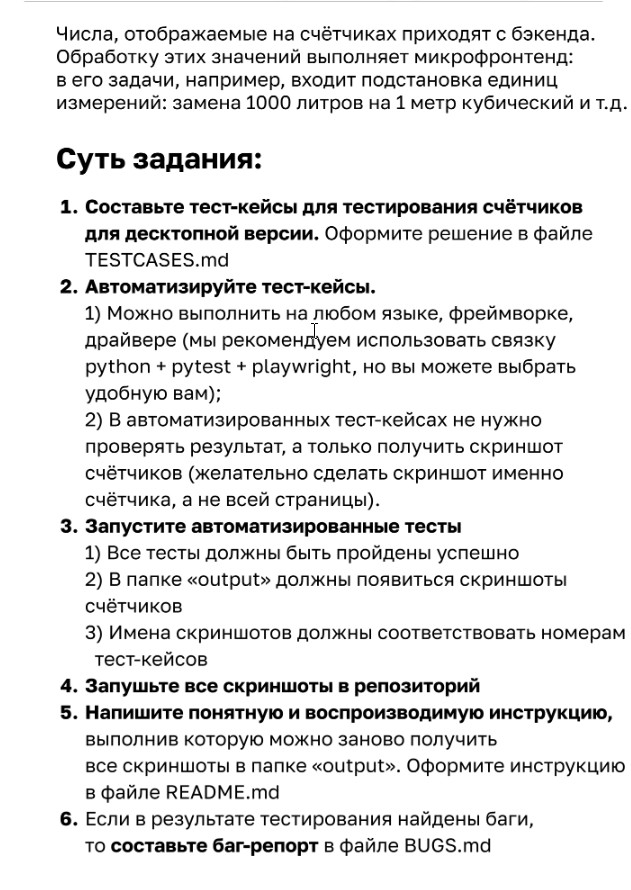 Числа, отображаемые на счётчиках приходят с бэкенда.
Обработку этих значений выполняет микрофронтенд:
в его задачи, например, входит подстановка единиц
измерений: замена 1000 литров на 1 метр кубический и т.д.
Суть задания:
1. Составьте тест-кейсы для тестирования счётчиков
для десктопной версии. Оформите решение в файле
TESTCASES.md
2. Автоматизируйте тест-кейсы.
1) Можно выполнить на любом языке, фреймворке,
драйвере (мы рекомендуем использовать связку
python + pytest + playwright, но вы можете выбрать
удобную вам);
2) В автоматизированных тест-кейсах не нужно
проверять результат, а только получить скриншот
счётчиков (желательно сделать скриншот именно
счётчика, а не всей страницы).
3. Запустите автоматизированные тесты
1) Все тесты должны быть пройдены успешно
2) В папке «output» должны появиться скриншоты
счётчиков
3) Имена скриншотов должны соответствовать номерам
тест-кейсов
4. Запушьте все скриншоты в репозиторий
5. Напишите понятную и воспроизводимую инструкцию,
выполнив которую можно заново получить
все скриншоты в папке «output». Оформите инструкцию
в файле README.md
6. Если в результате тестирования найдены баги,
то составьте баг-репорт в файле BUGS.md